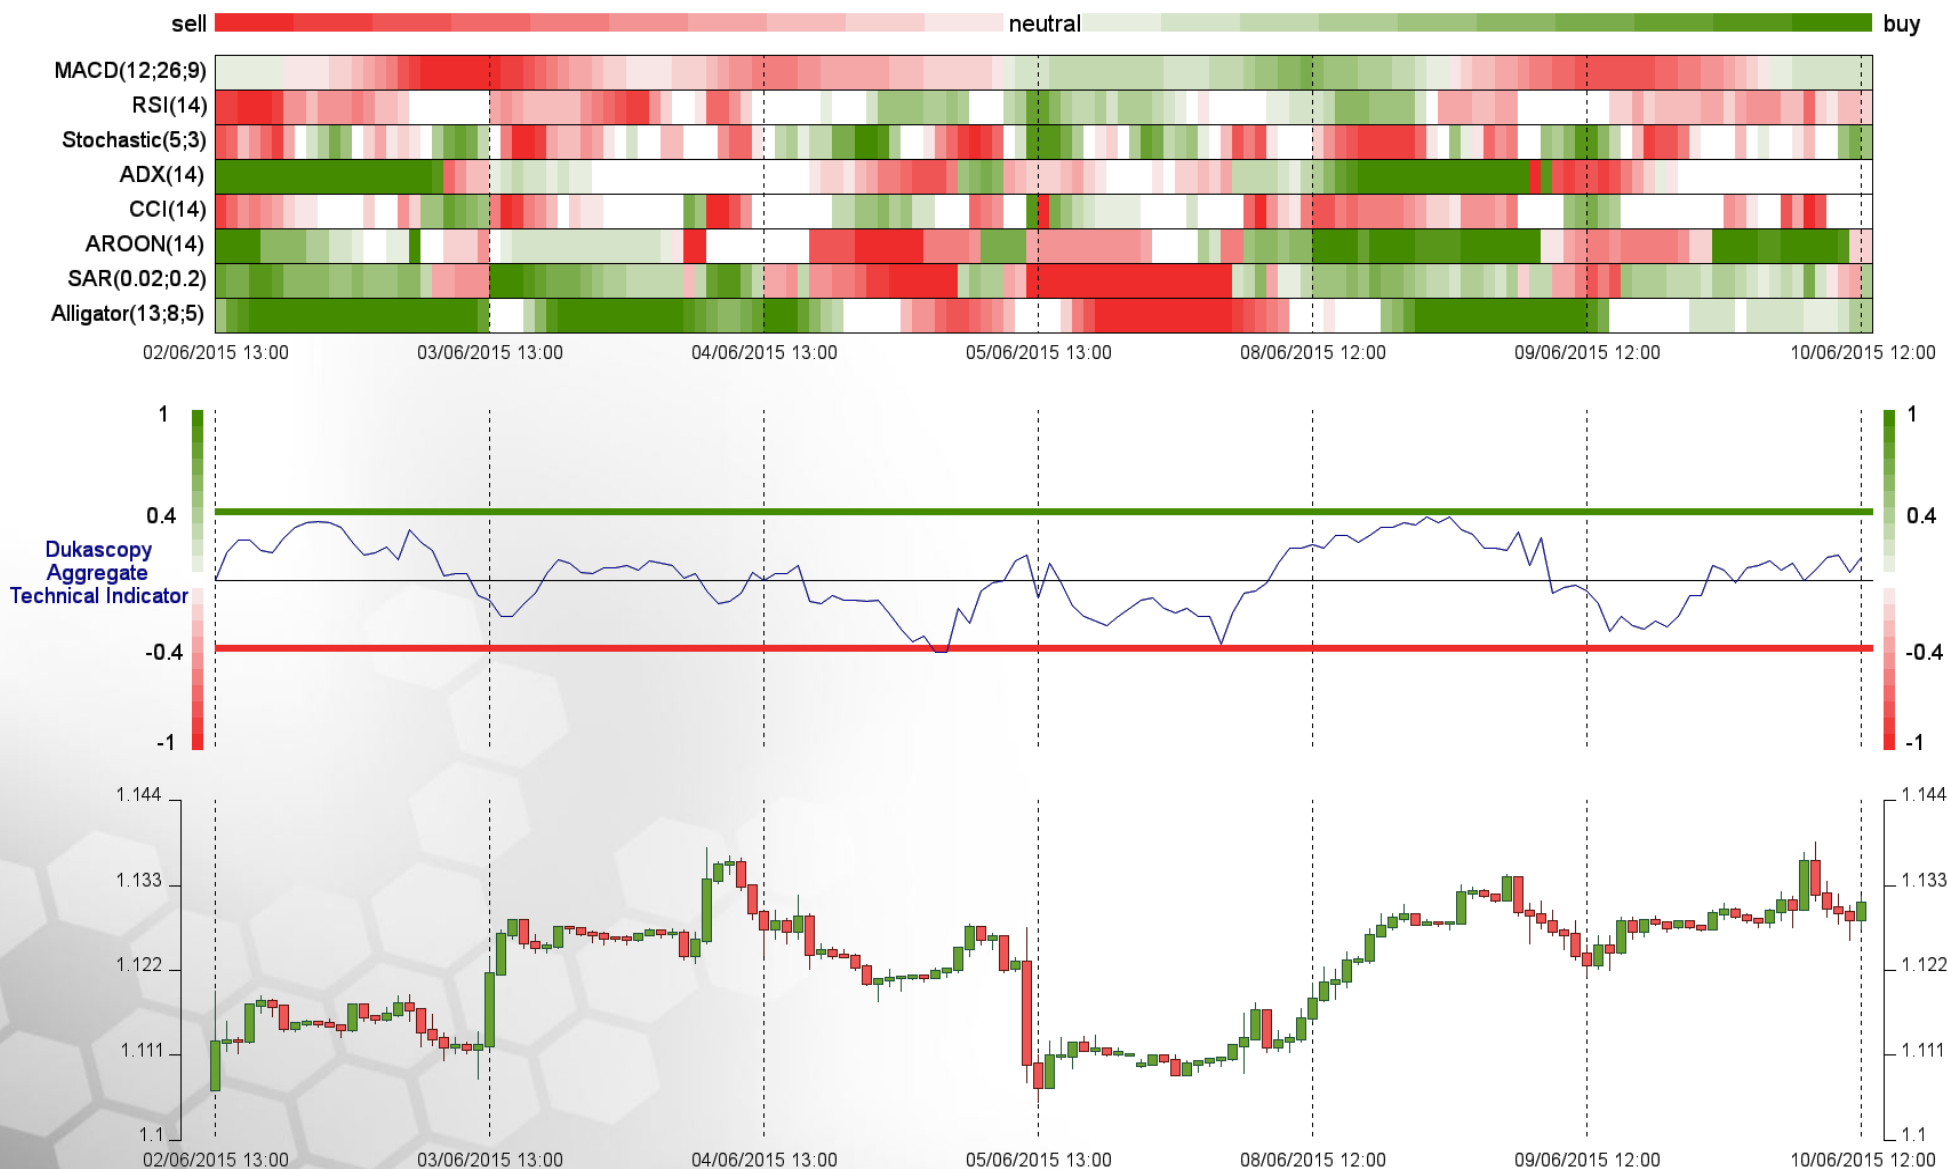 sell neutral buy
MACD(12;26;9)
RSI(14)
Stochastic(5;3)
ADX(14)
CCI(14)
AROON(14)
SAR(0.02;0.2)
Alligator(13;8;5)
02/06/2015 13:00 03/06/2015 13:00 04/06/2015 13:00 05/06/2015 13:00 08/06/2015 12:00 09/06/2015 12:00 10/06/2015 12:00
1 1
0.4 0.4
Dukascopy
Aggregate
Technical Indicator
-0.4 -0.4
-1 -1
1.144 1.144
1.133 1.133
1.122 1.122
1.111 1.111
1.1 1.1
02/06/2015 13:00 03/06/2015 13:00 04/06/2015 13:00 05/06/2015 13:00 08/06/2015 12:00 09/06/2015 12:00 10/06/2015 12:00